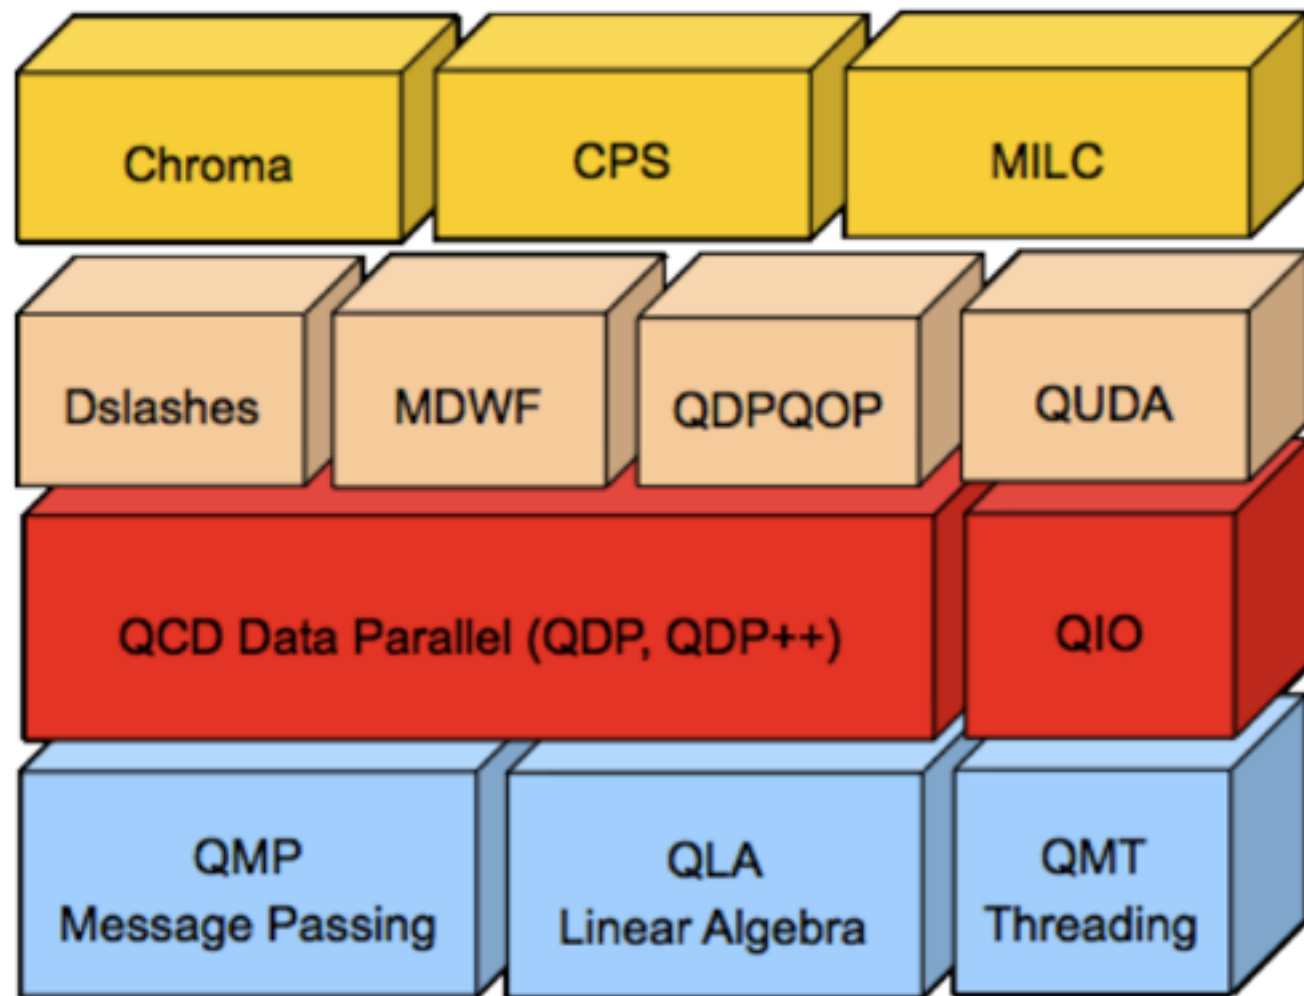 Chroma
CPS
MILC
Dslashes
MDWF
QDPQOP
QUDA
QCD Data Parallel (QDP, QDP++)
QIO
QMP
Message Passing
QLA
Linear Algebra
QMT
Threading